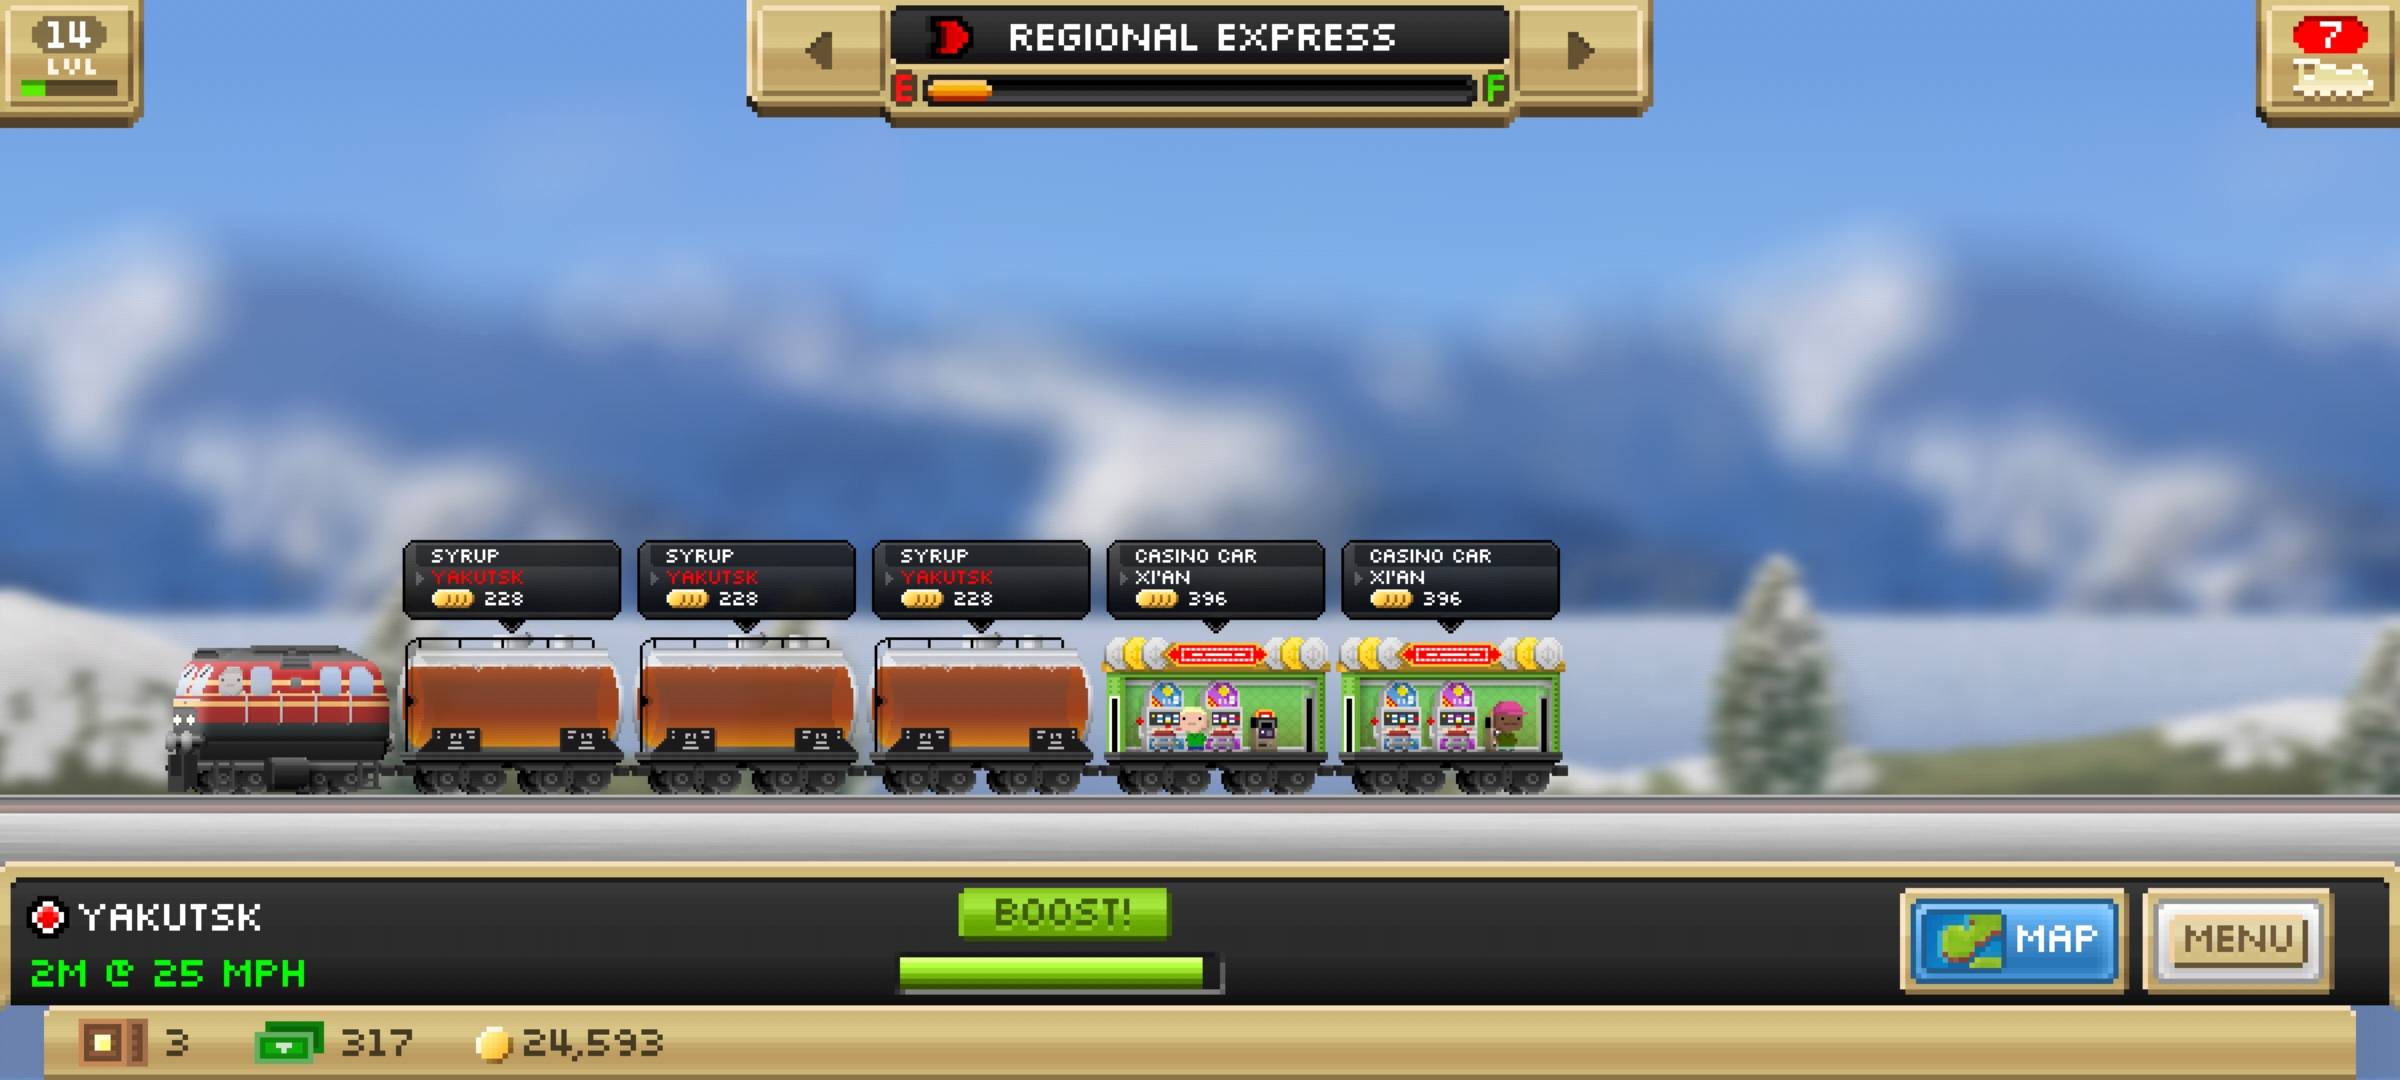 14
LVL
REGIONAL EXPRESS
E F
7
SYRUP
YAKUTSK
228
SYRUP
YAKUTSK
228
SYRUP
YAKUTSK
228
CASINO CAR
XI'AN
396
CASINO CAR
XI'AN
396
YAKUTSK
2M @ 25 MPH
BOOST!
MAP
MENU
3
317
24,593